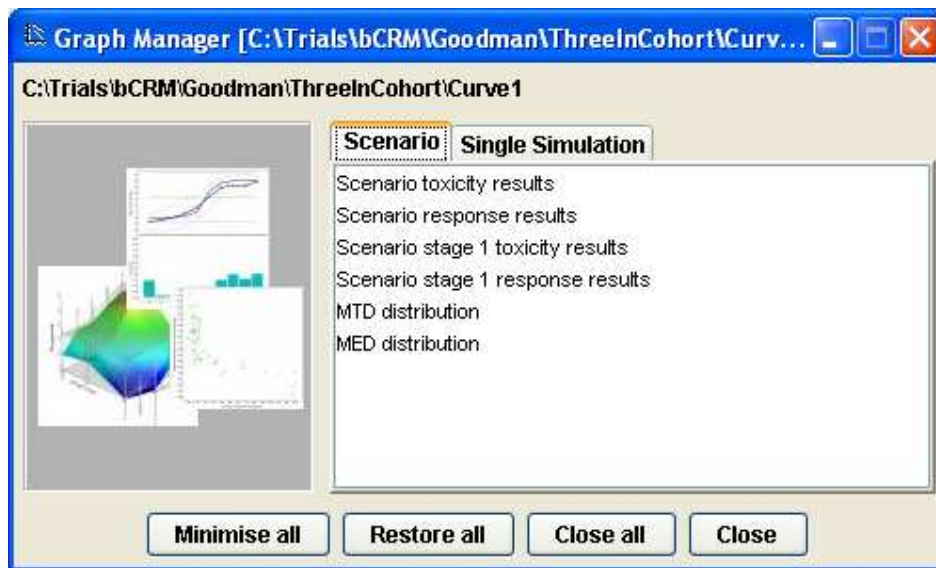 Graph Manager [C:\Trials\bCRM\Goodman\ThreeInCohort\Curv...
C:\Trials\bCRM\Goodman\ThreeInCohort\Curve1
Scenario Single Simulation
Scenario toxicity results
Scenario response results
Scenario stage 1 toxicity results
Scenario stage 1 response results
MTD distribution
MED distribution
Minimise all Restore all Close all Close